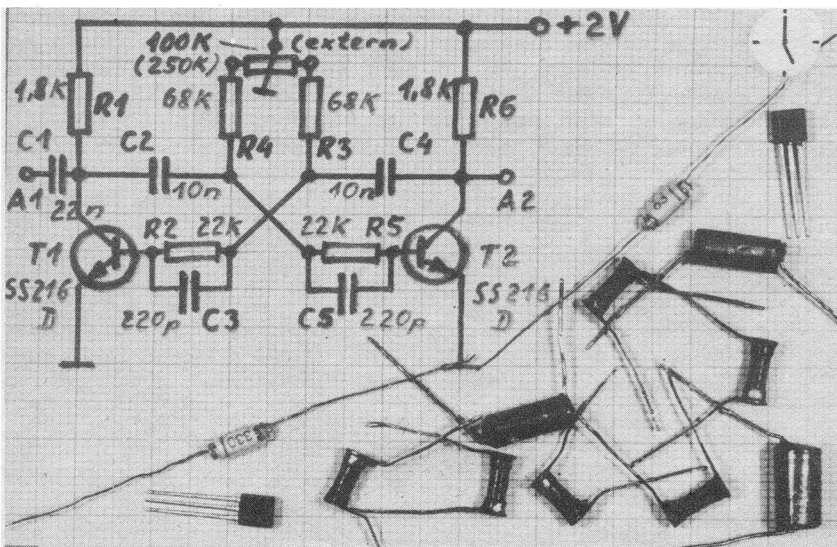 100K (extern) +2V
(250K)
1,8K R1 68K 68K 1,8K R6
R4 R3
C1 C2 C4
A1 10n 10n A2
22n
R2 22K 22K R5
T1 T2
SS216 SS216
D D
220p C3 C5 220p
330